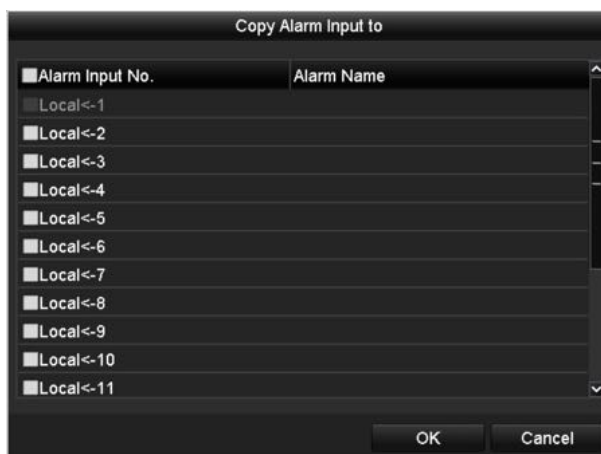 Copy Alarm Input to
Alarm Input No. Alarm Name
Local<-1
Local<-2
Local<-3
Local<-4
Local<-5
Local<-6
Local<-7
Local<-8
Local<-9
Local<-10
Local<-11
OK Cancel